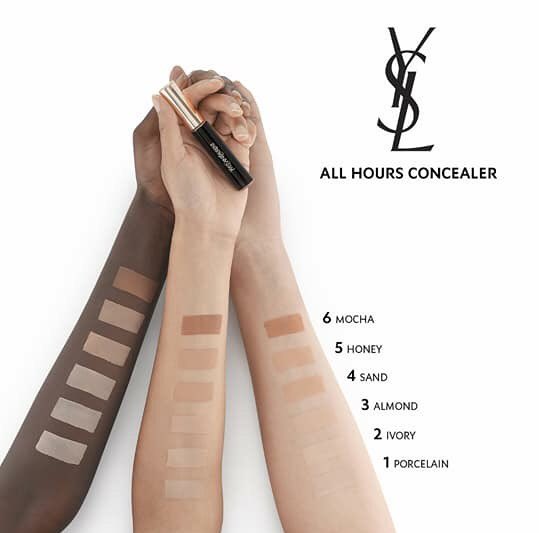 YSL
ALL HOURS CONCEALER
6 MOCHA
5 HONEY
4 SAND
3 ALMOND
2 IVORY
1 PORCELAIN